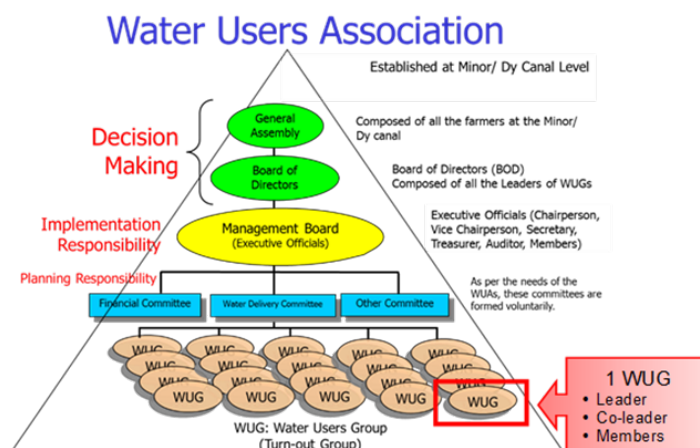 Water Users Association
Established at Minor/ Dy Canal Level
Decision
Making
General
Assembly
Composed of all the farmers at the Minor/
Dy canal
Board of
Directors
Board of Directors (BOD)
Composed of all the Leaders of WUGs
Implementation
Responsibility
Management Board
(Executive Officials)
Executive Officials (Chairperson,
Vice Chairperson, Secretary,
Treasurer, Auditor, Members)
Planning Responsibility
Financial Committee
Water Delivery Committee
Other Committee
As per the needs of the
WUAs, these committees are
formed voluntarily.
WUG WUG WUG WUG WUG
WUG WUG WUG WUG WUG
WUG WUG WUG WUG WUG
WUG WUG WUG WUG WUG
WUG: Water Users Group
(Turn-out Group)
1 WUG
• Leader
• Co-leader
• Members